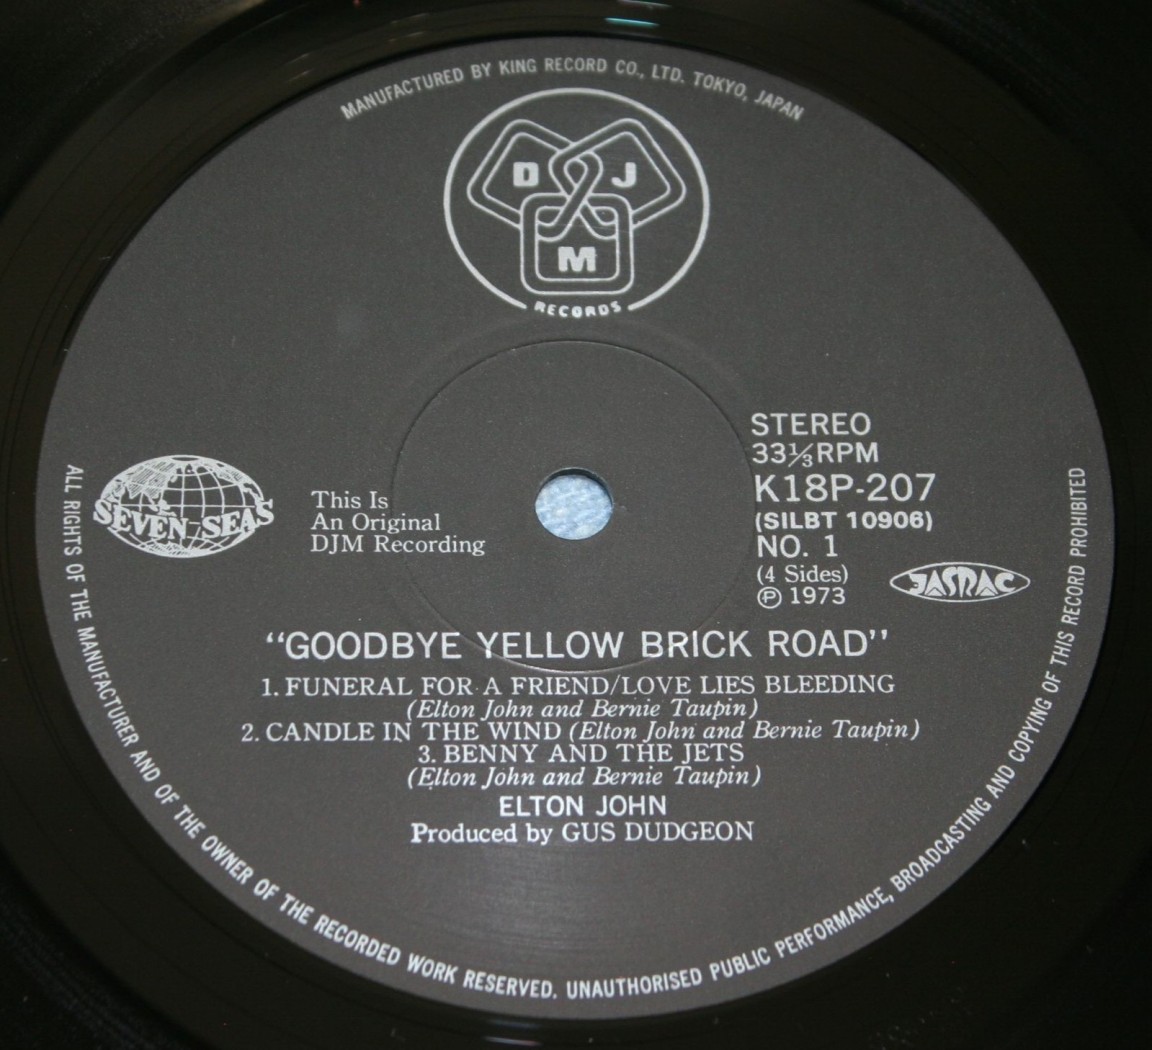 MANUFACTURED BY KING RECORD CO., LTD. TOKYO, JAPAN
D J
M
RECORDS
STEREO
33⅓RPM
K18P-207
(SILBT 10906)
NO. 1
(4 Sides)
℗ 1973
JASRAC
SEVEN SEAS
This Is
An Original
DJM Recording
“GOODBYE YELLOW BRICK ROAD”
1. FUNERAL FOR A FRIEND/LOVE LIES BLEEDING
(Elton John and Bernie Taupin)
2. CANDLE IN THE WIND (Elton John and Bernie Taupin)
3. BENNY AND THE JETS
(Elton John and Bernie Taupin)
ELTON JOHN
Produced by GUS DUDGEON
ALL RIGHTS OF THE MANUFACTURER AND OF THE OWNER OF THE RECORDED WORK RESERVED. UNAUTHORISED PUBLIC PERFORMANCE, BROADCASTING AND COPYING OF THIS RECORD PROHIBITED